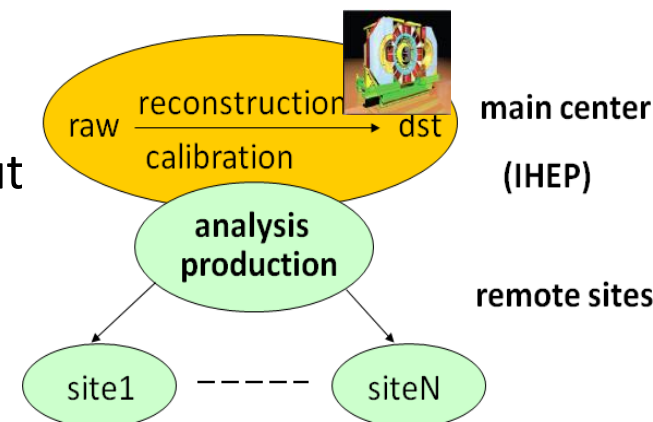 reconstruction
raw
dst
calibration
main center
(IHEP)
analysis
production
remote sites
site1
siteN